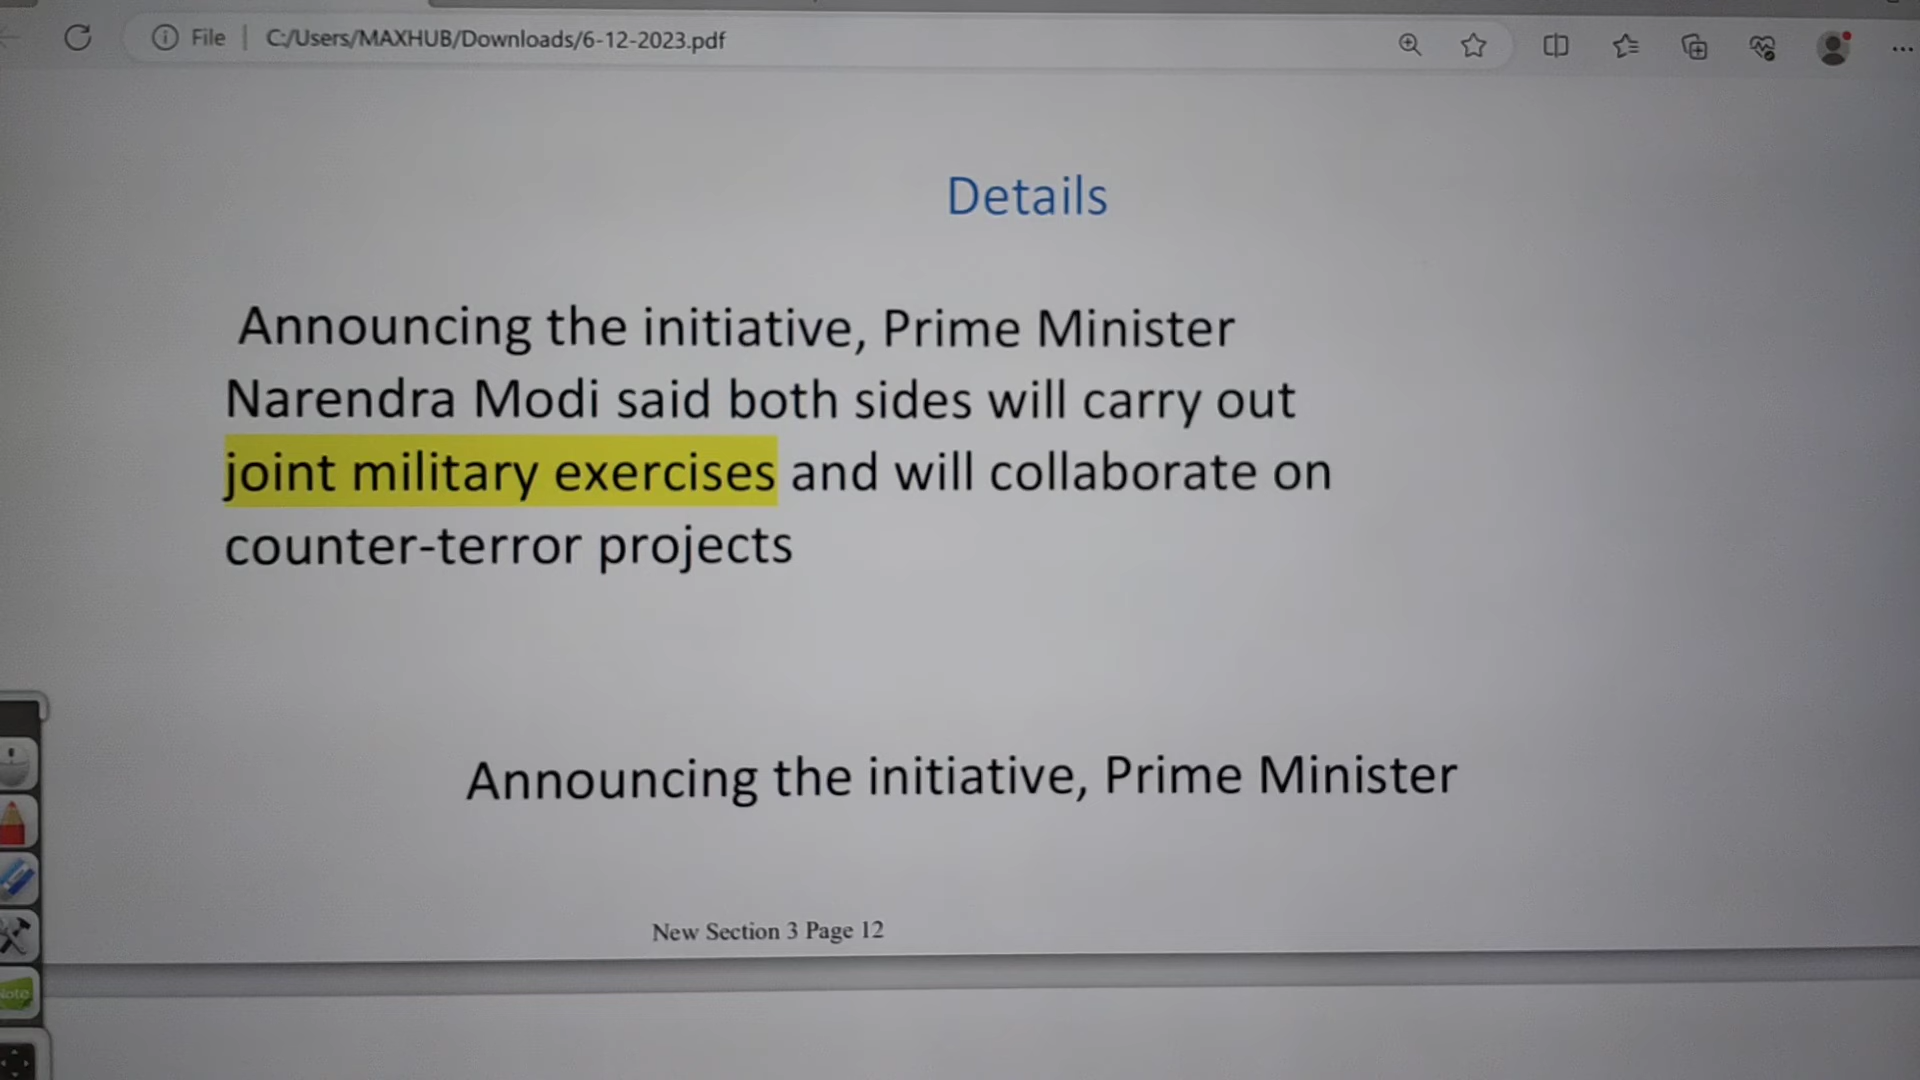 File | C:/Users/MAXHUB/Downloads/6-12-2023.pdf
Details
Announcing the initiative, Prime Minister
Narendra Modi said both sides will carry out
joint military exercises and will collaborate on
counter-terror projects
Announcing the initiative, Prime Minister
New Section 3 Page 12
Note